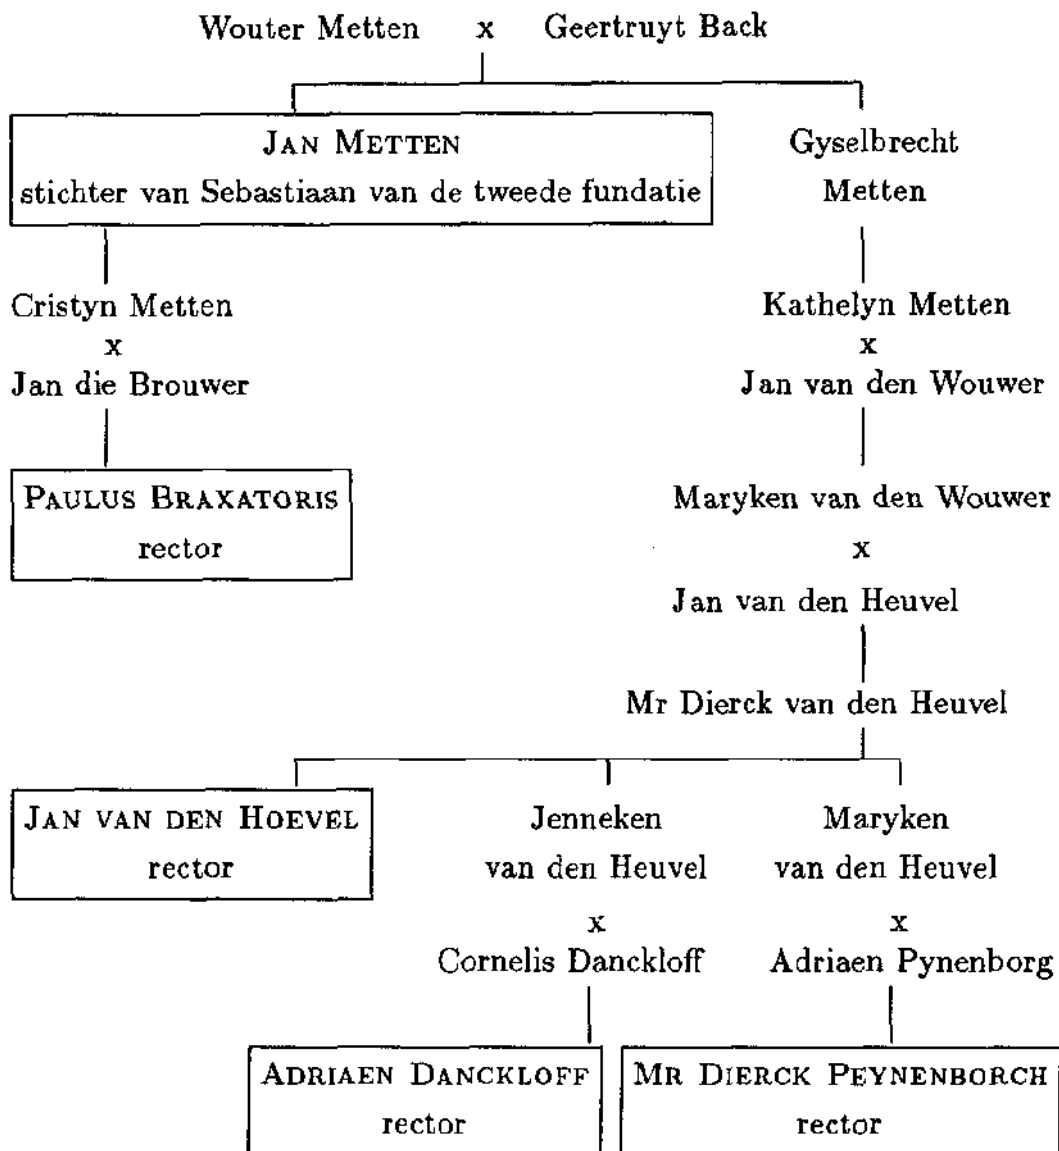 Wouter Metten x Geertruyt Back
JAN METTEN
stichter van Sebastiaan van de tweede fundatie
Gyselbrecht
Metten
Cristyn Metten
x
Jan die Brouwer
Kathelyn Metten
x
Jan van den Wouwer
PAULUS BRAXATORIS
rector
Maryken van den Wouwer
x
Jan van den Heuvel
Mr Dierck van den Heuvel
JAN VAN DEN HOEVEL
rector
Jenneken
van den Heuvel
x
Cornelis Danckloff
Maryken
van den Heuvel
x
Adriaen Pynenborg
ADRIAEN DANCKLOFF
rector
MR DIERCK PEYNENBORCH
rector